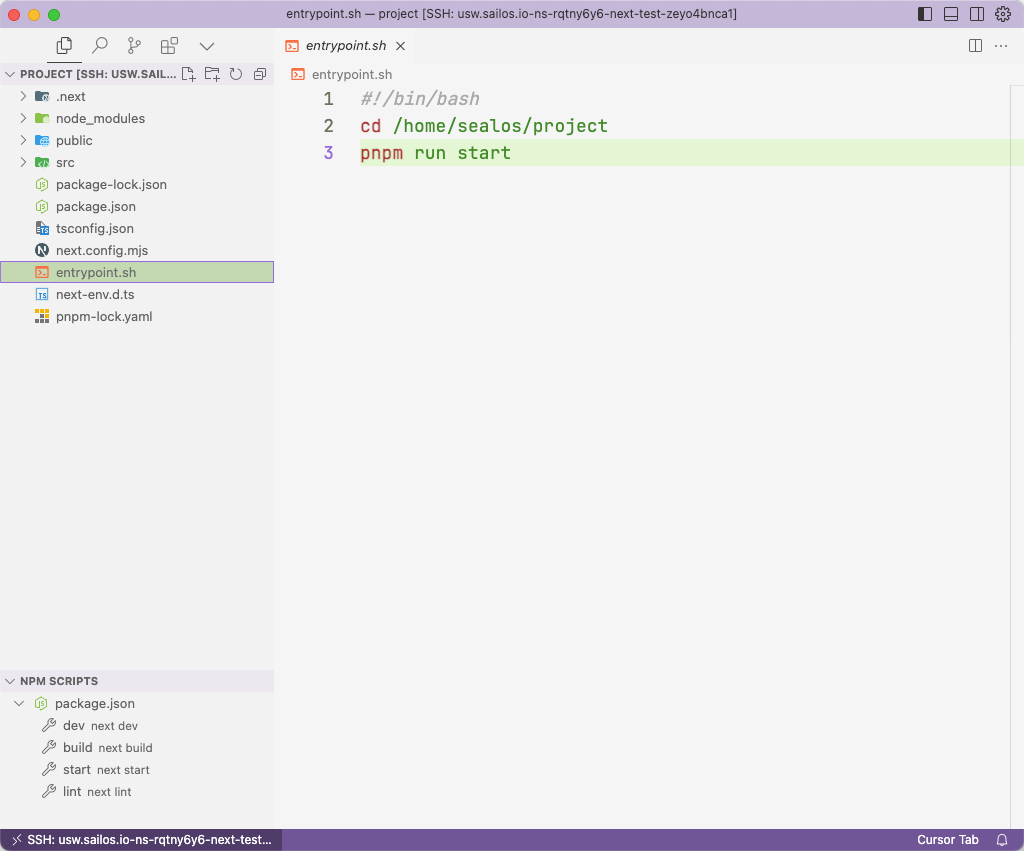 entrypoint.sh — project [SSH: usw.sailos.io-ns-rqtny6y6-next-test-zeyo4bnca1]
entrypoint.sh
PROJECT [SSH: USW.SAIL...
.next
node_modules
public
src
package-lock.json
package.json
tsconfig.json
next.config.mjs
entrypoint.sh
next-env.d.ts
pnpm-lock.yaml
entrypoint.sh
1 #!/bin/bash
2 cd /home/sealos/project
3 pnpm run start
NPM SCRIPTS
package.json
dev next dev
build next build
start next start
lint next lint
SSH: usw.sailos.io-ns-rqtny6y6-next-test...
Cursor Tab